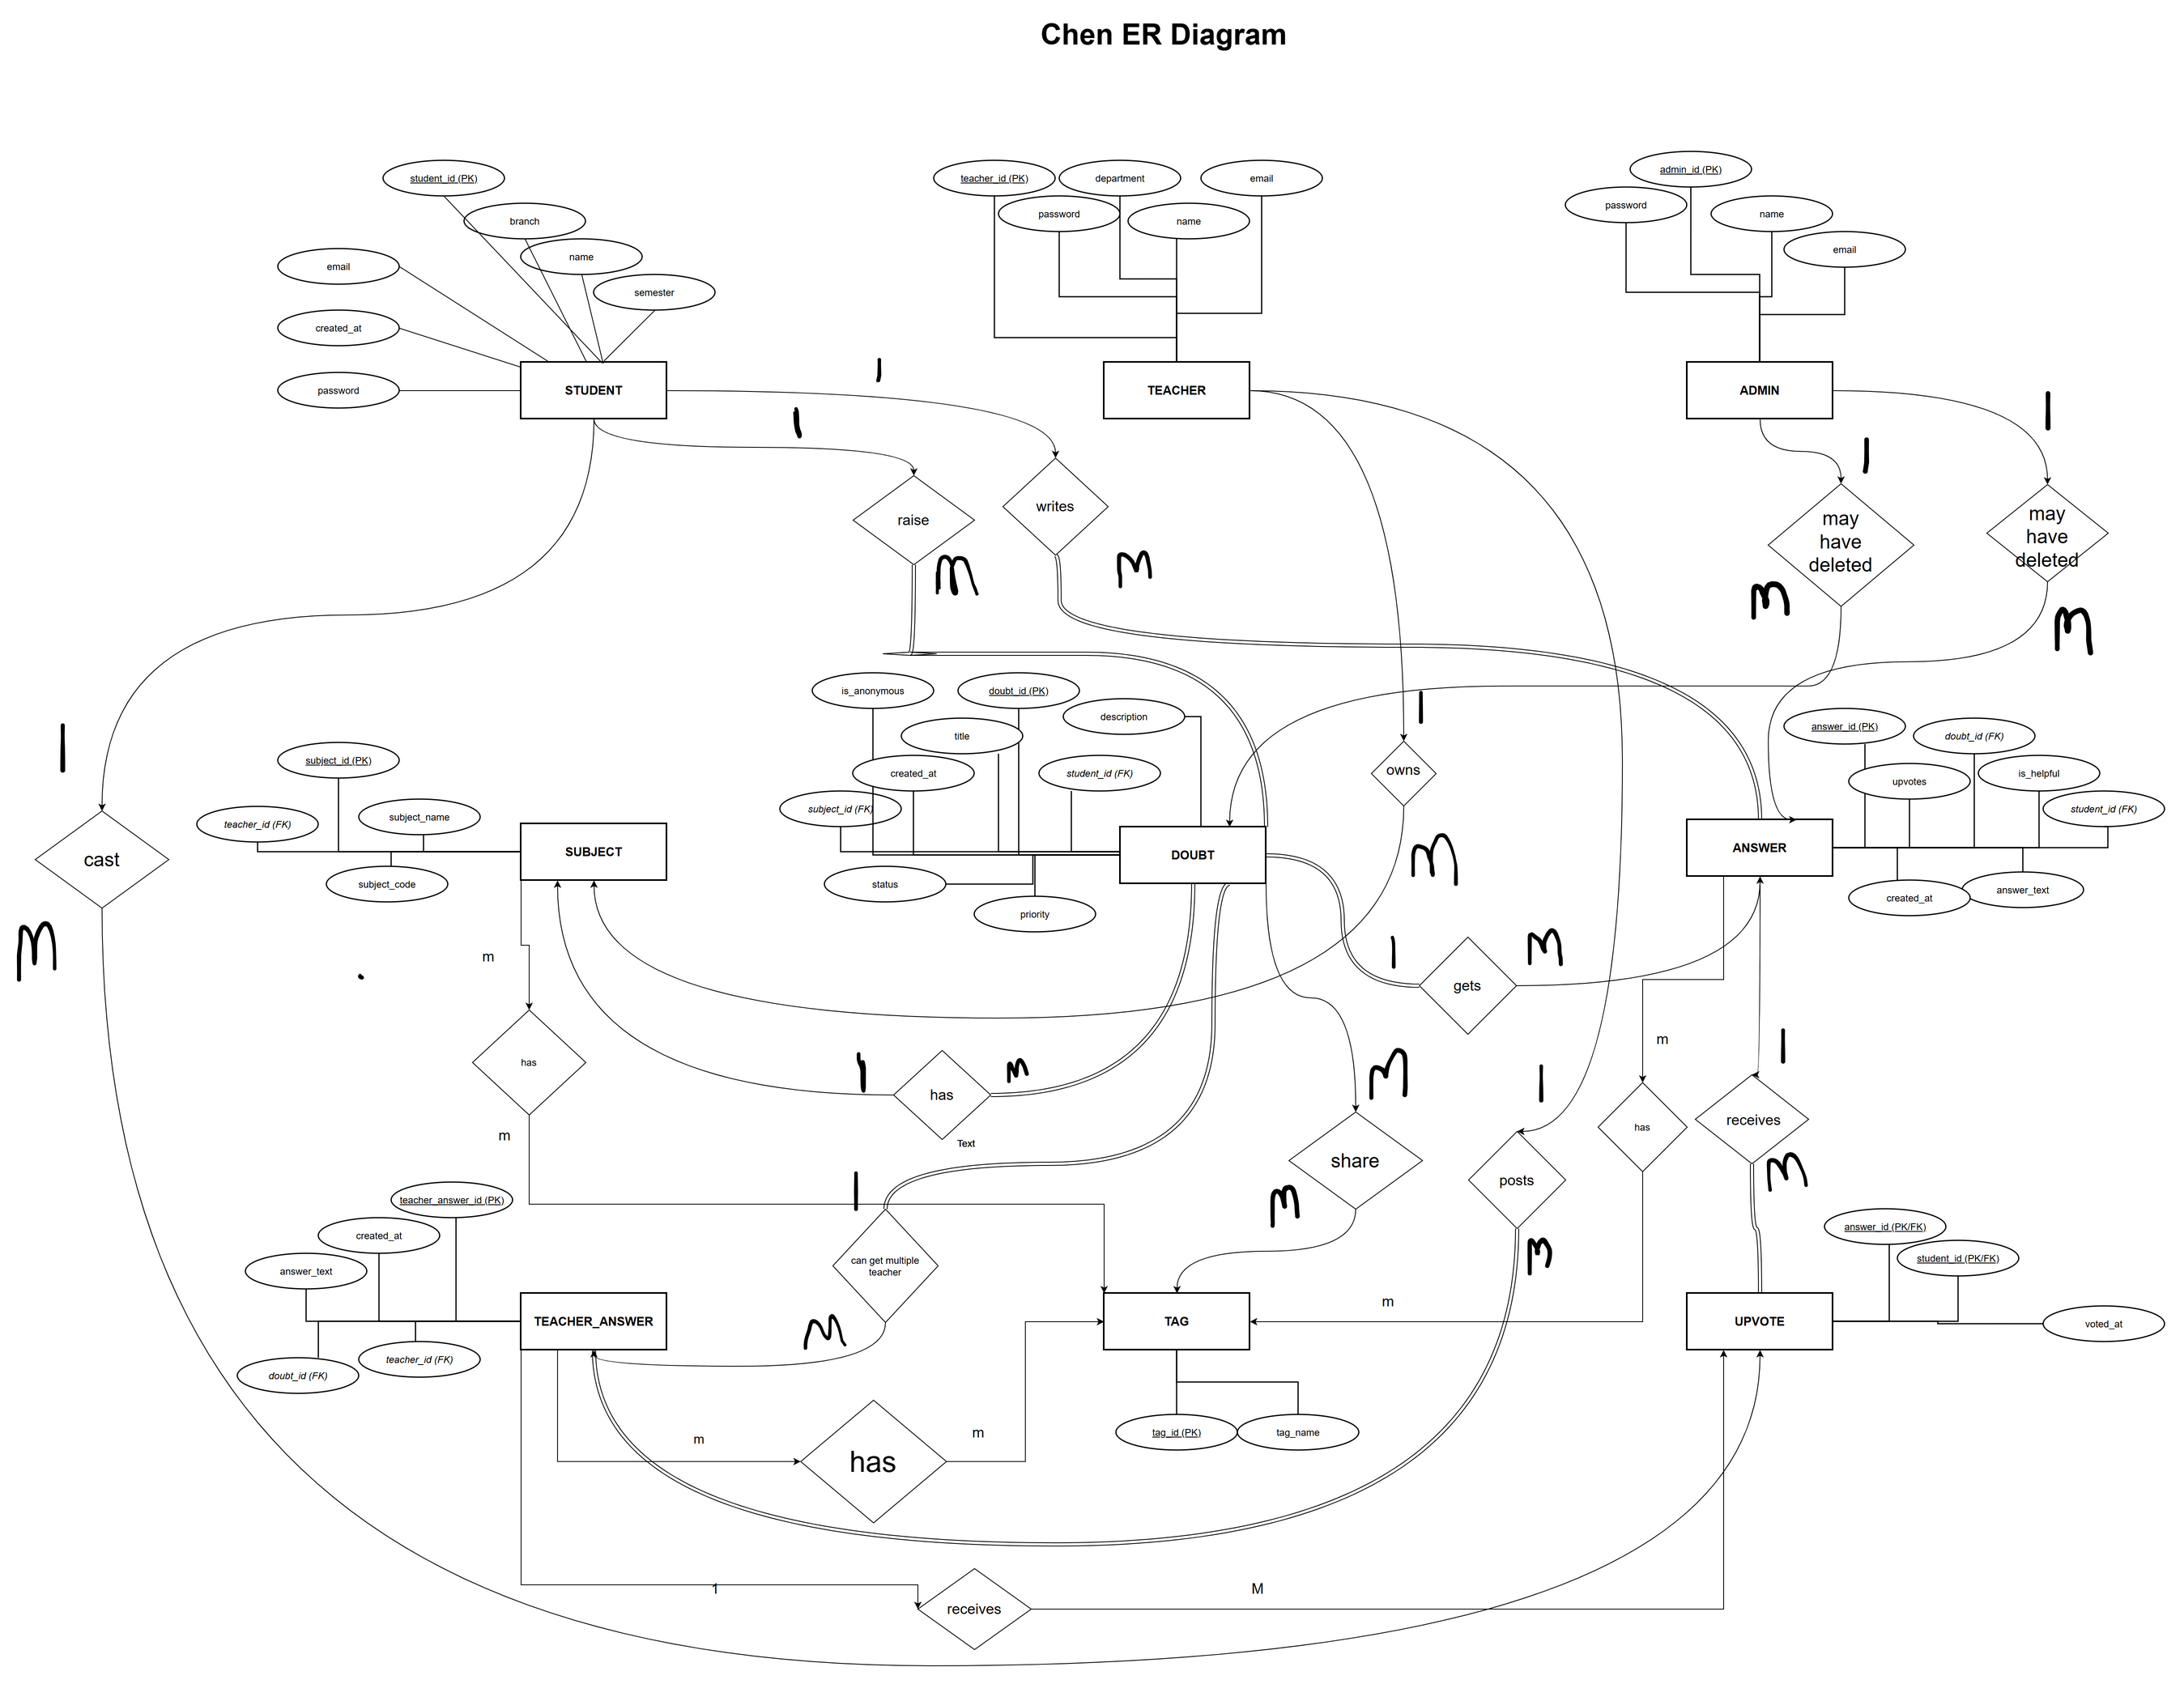 Chen ER Diagram
student_id (PK)
branch
name
semester
email
created_at
password
STUDENT
teacher_id (PK)
department
email
password
name
TEACHER
admin_id (PK)
password
name
email
ADMIN
1
1
1
1
raise
writes
may
have
deleted
may
have
deleted
m
m
m
m
is_anonymous
doubt_id (PK)
description
title
created_at
student_id (FK)
subject_id (FK)
DOUBT
status
priority
1
owns
m
answer_id (PK)
doubt_id (FK)
upvotes
is_helpful
student_id (FK)
ANSWER
created_at
answer_text
1
cast
M
subject_id (PK)
teacher_id (FK)
subject_name
SUBJECT
subject_code
m
has
m
1
gets
m
1
has
m
Text
m
share
m
1
posts
m
m
has
m
1
receives
m
teacher_answer_id (PK)
created_at
answer_text
TEACHER_ANSWER
doubt_id (FK)
teacher_id (FK)
1
can get multiple
teacher
M
TAG
tag_id (PK)
tag_name
answer_id (PK/FK)
student_id (PK/FK)
UPVOTE
voted_at
m
has
m
1
receives
M